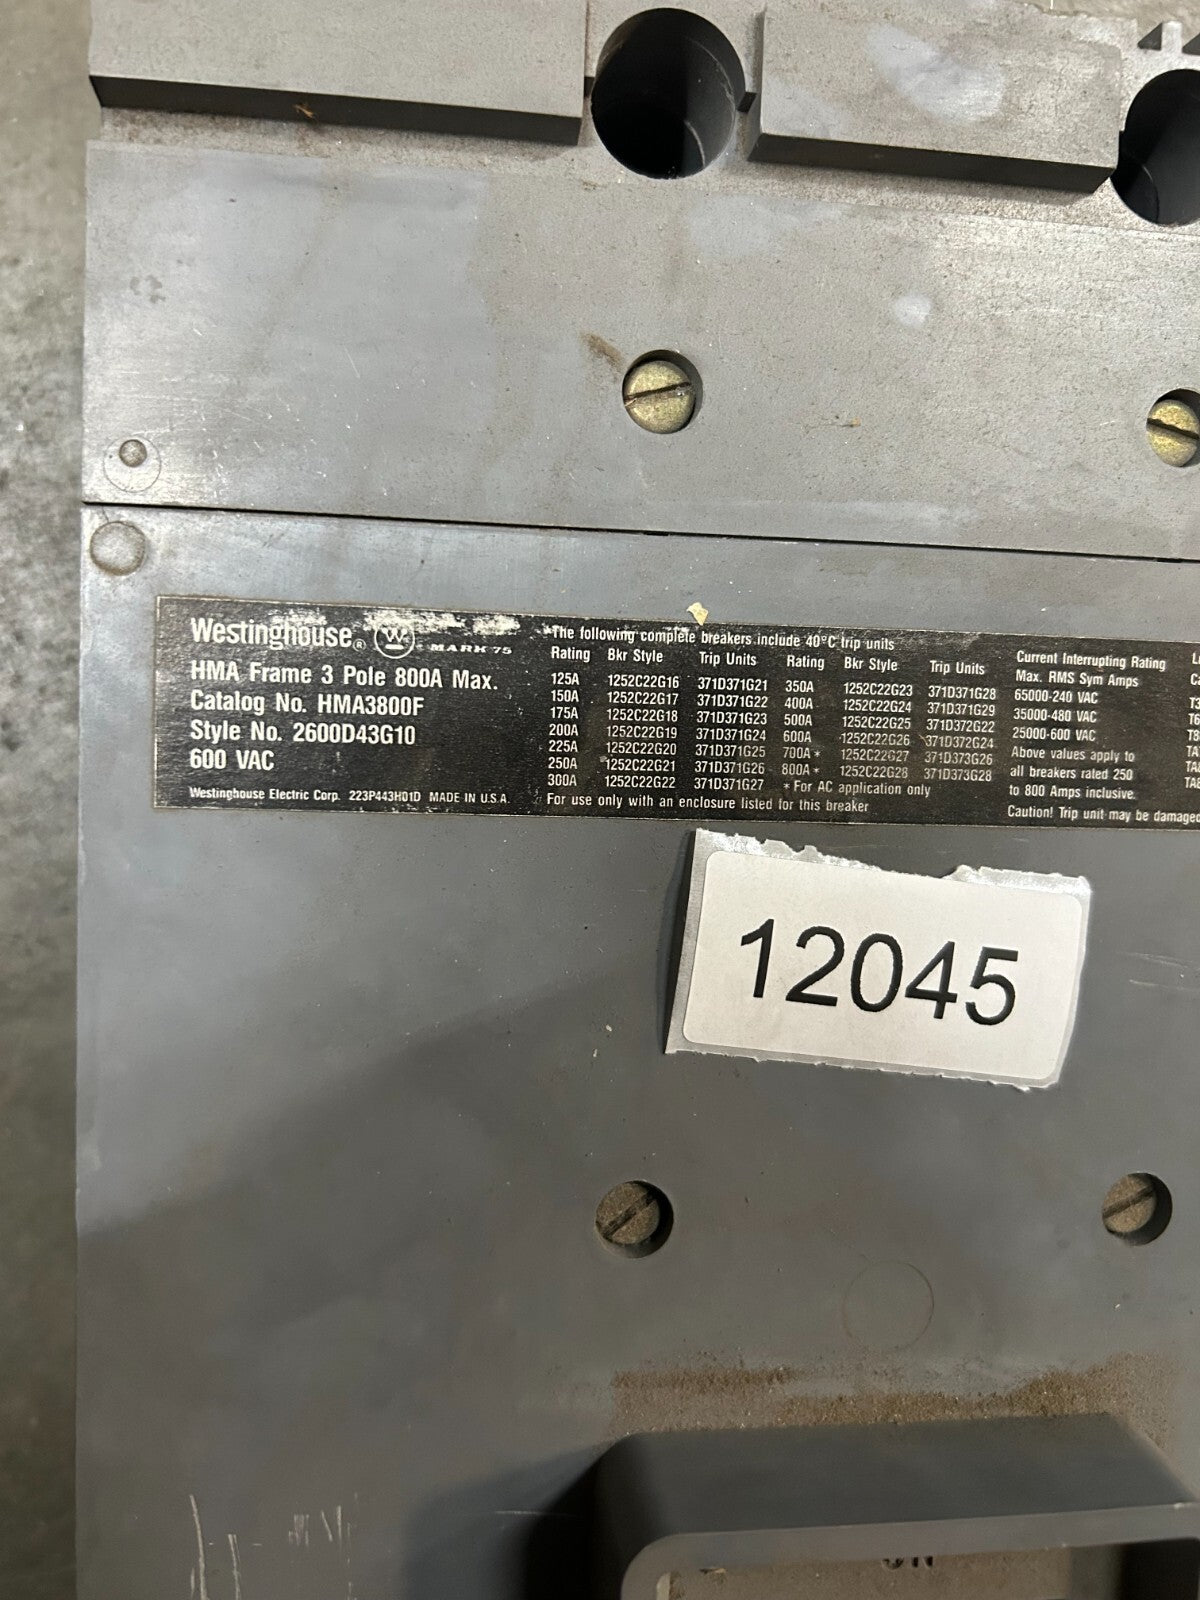 Westinghouse® W MARK 75
HMA Frame 3 Pole 800A Max.
Catalog No. HMA3800F
Style No. 2600D43G10
600 VAC
Westinghouse Electric Corp. 223P443H01D MADE IN U.S.A.
*The following complete breakers include 40°C trip units
Rating Bkr Style Trip Units Rating Bkr Style Trip Units
125A 1252C22G16 371D371G21 350A 1252C22G23 371D371G28
150A 1252C22G17 371D371G22 400A 1252C22G24 371D371G29
175A 1252C22G18 371D371G23 500A 1252C22G25 371D372G22
200A 1252C22G19 371D371G24 600A 1252C22G26 371D372G24
225A 1252C22G20 371D371G25 700A * 1252C22G27 371D373G26
250A 1252C22G21 371D371G26 800A * 1252C22G28 371D373G28
300A 1252C22G22 371D371G27 * For AC application only
For use only with an enclosure listed for this breaker
Current Interrupting Rating
Max. RMS Sym Amps
65000-240 VAC
35000-480 VAC
25000-600 VAC
Above values apply to
all breakers rated 250
to 800 Amps inclusive.
Caution! Trip unit may be damaged
12045
ON